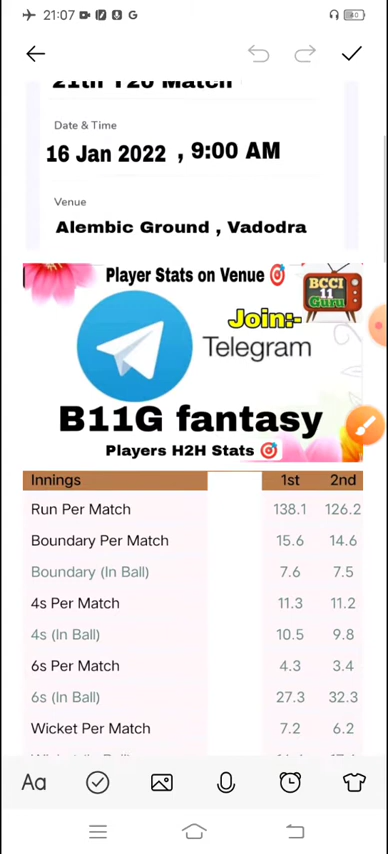 21:07 G
21th T20 Match
Date & Time
16 Jan 2022 , 9:00 AM
Venue
Alembic Ground , Vadodra
Player Stats on Venue
BCCI
11
Guru
Join:-
Telegram
B11G fantasy
Players H2H Stats
Innings 1st 2nd
Run Per Match 138.1 126.2
Boundary Per Match 15.6 14.6
Boundary (In Ball) 7.6 7.5
4s Per Match 11.3 11.2
4s (In Ball) 10.5 9.8
6s Per Match 4.3 3.4
6s (In Ball) 27.3 32.3
Wicket Per Match 7.2 6.2
Aa